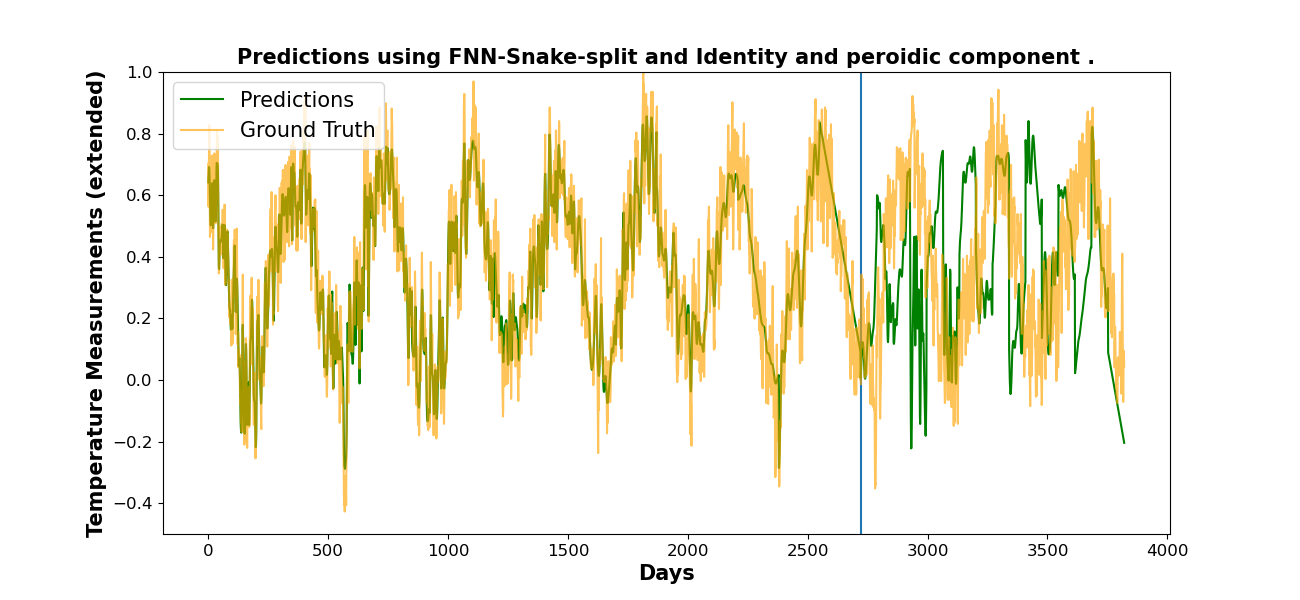 Predictions using FNN-Snake-split and Identity and peroidic component .
Predictions
Ground Truth
Temperature Measurements (extended)
1.0
0.8
0.6
0.4
0.2
0.0
−0.2
−0.4
0 500 1000 1500 2000 2500 3000 3500 4000
Days